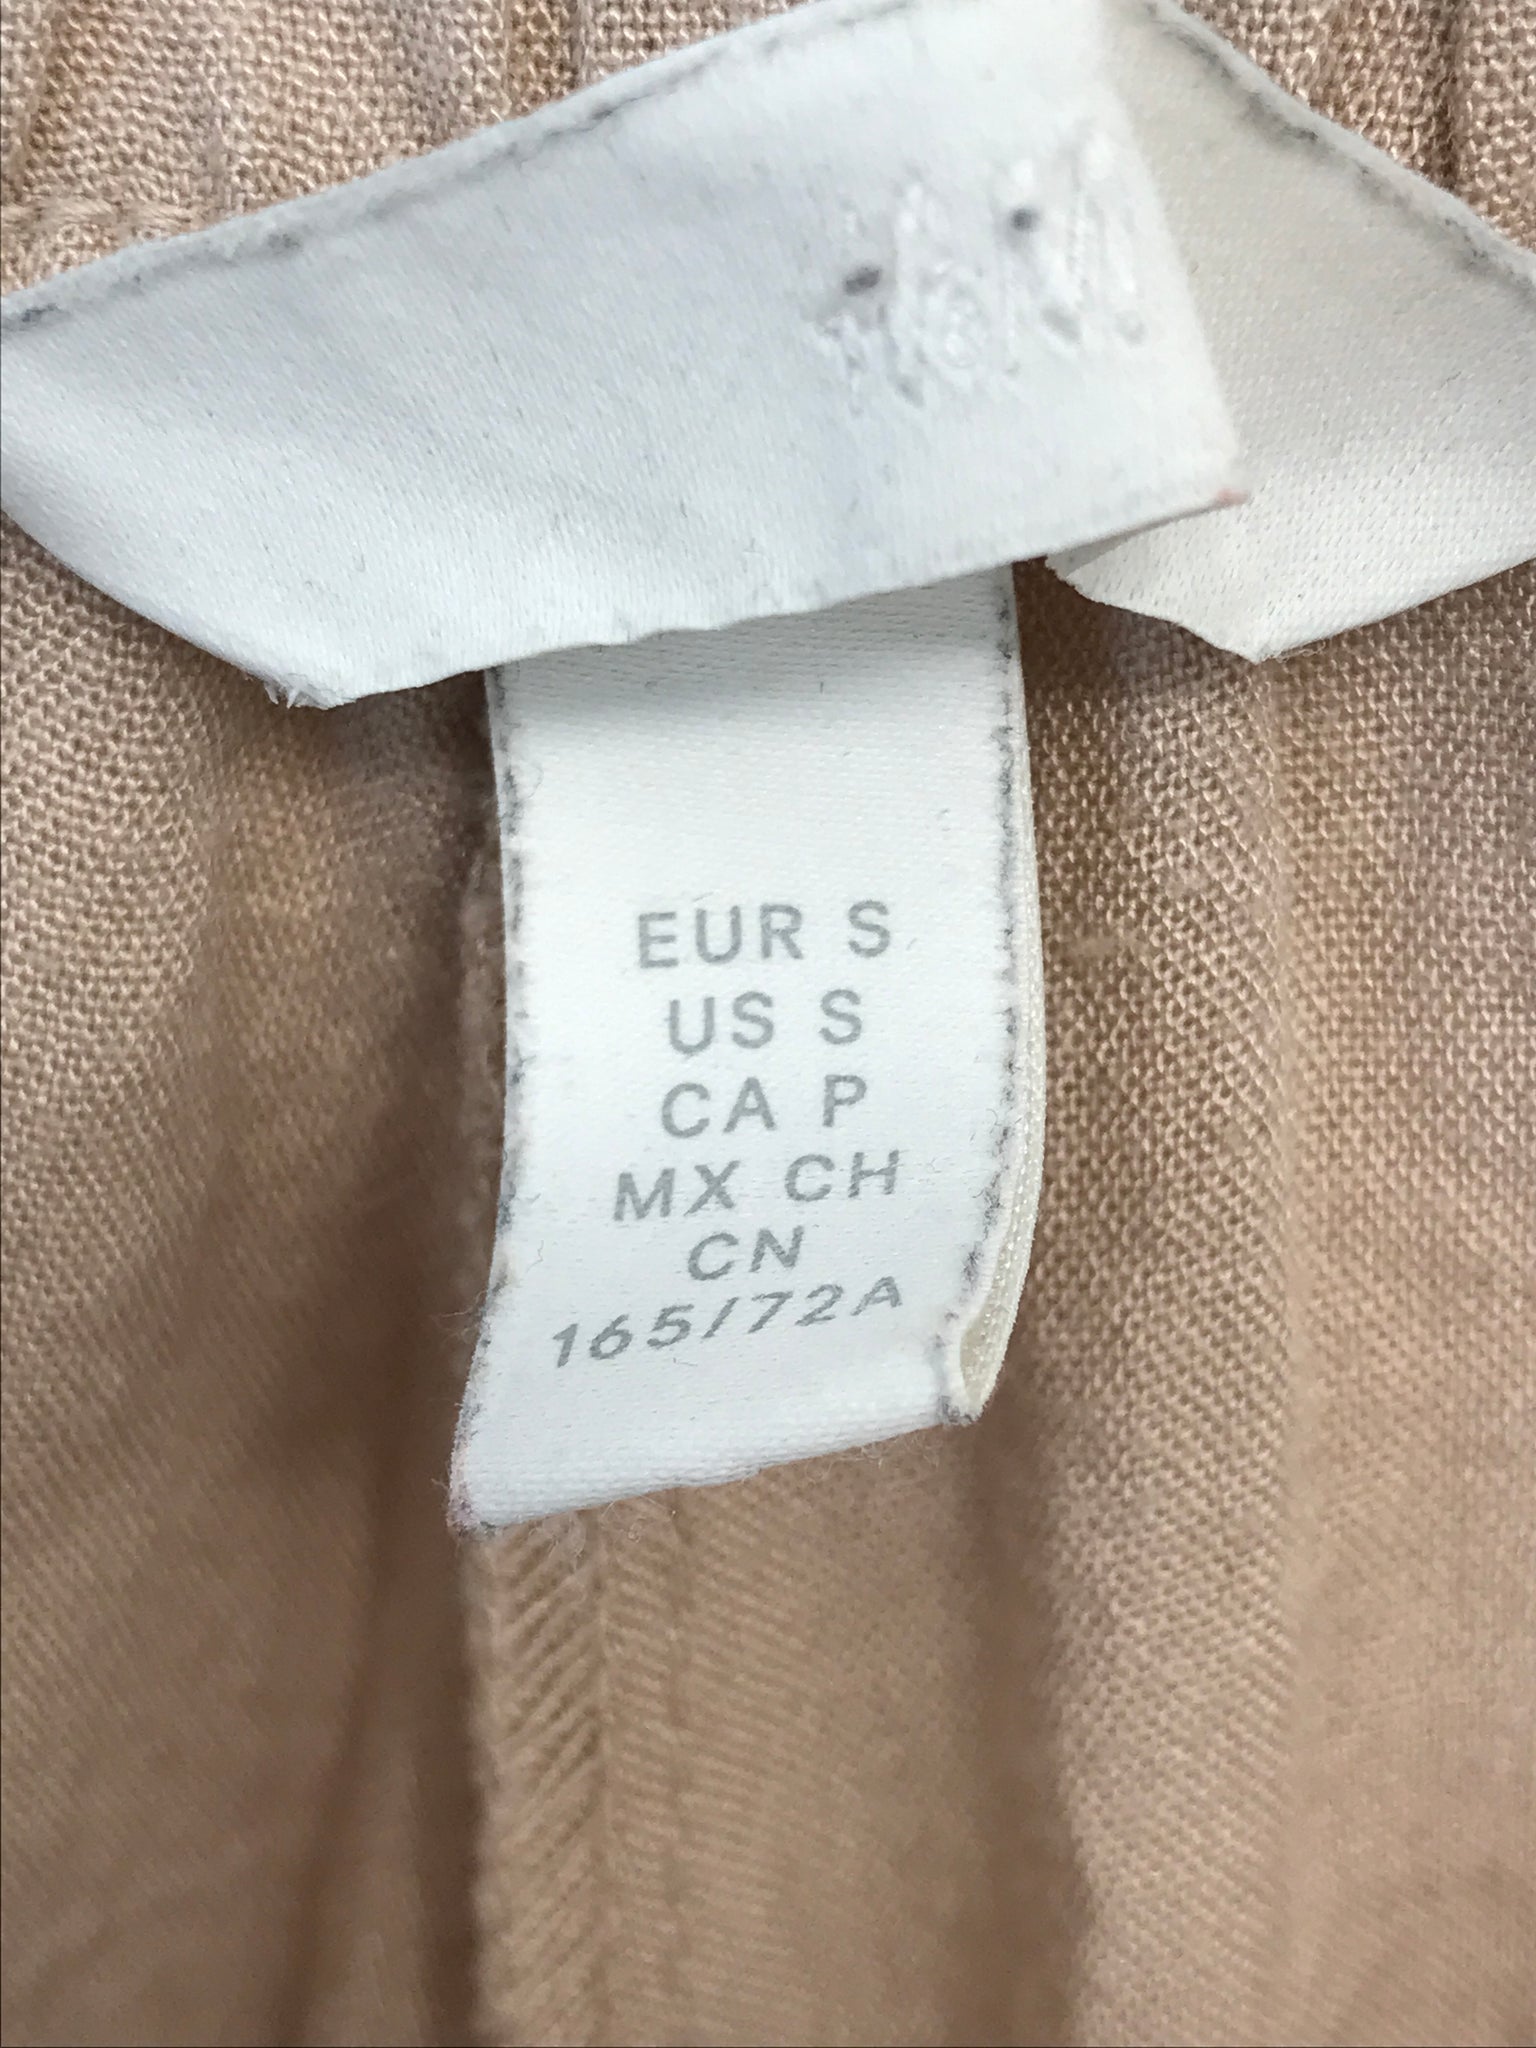 EUR S
US S
CA P
MX CH
CN
165/72A